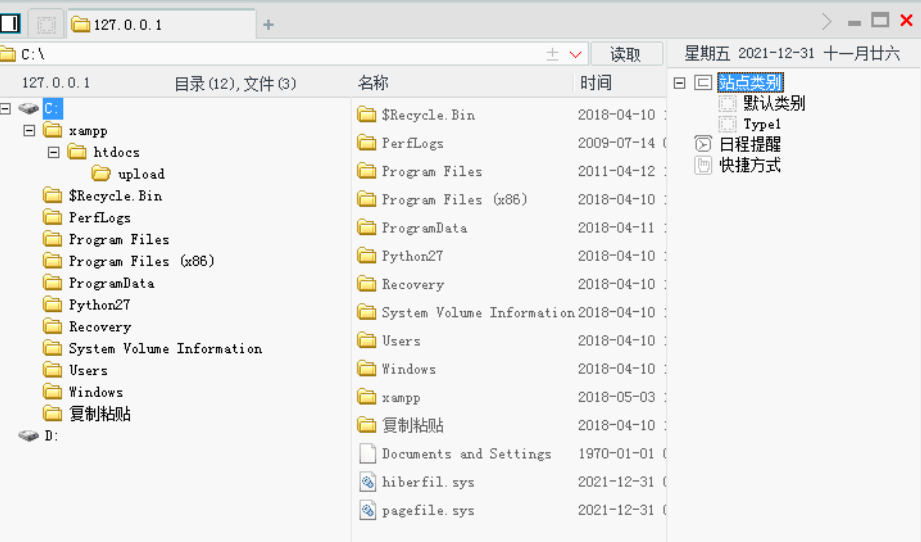 127.0.0.1
C:\
读取
星期五 2021-12-31 十一月廿六
127.0.0.1 目录(12),文件(3)
名称 时间
C:
xampp
htdocs
upload
$Recycle.Bin
PerfLogs
Program Files
Program Files (x86)
ProgramData
Python27
Recovery
System Volume Information
Users
Windows
复制粘贴
D:
$Recycle.Bin 2018-04-10
PerfLogs 2009-07-14
Program Files 2011-04-12
Program Files (x86) 2018-04-10
ProgramData 2018-04-11
Python27 2018-04-10
Recovery 2018-04-10
System Volume Information 2018-04-10
Users 2018-04-10
Windows 2018-04-10
xampp 2018-05-03
复制粘贴 2018-04-10
Documents and Settings 1970-01-01
hiberfil.sys 2021-12-31
pagefile.sys 2021-12-31
站点类别
默认类别
Type1
日程提醒
快捷方式